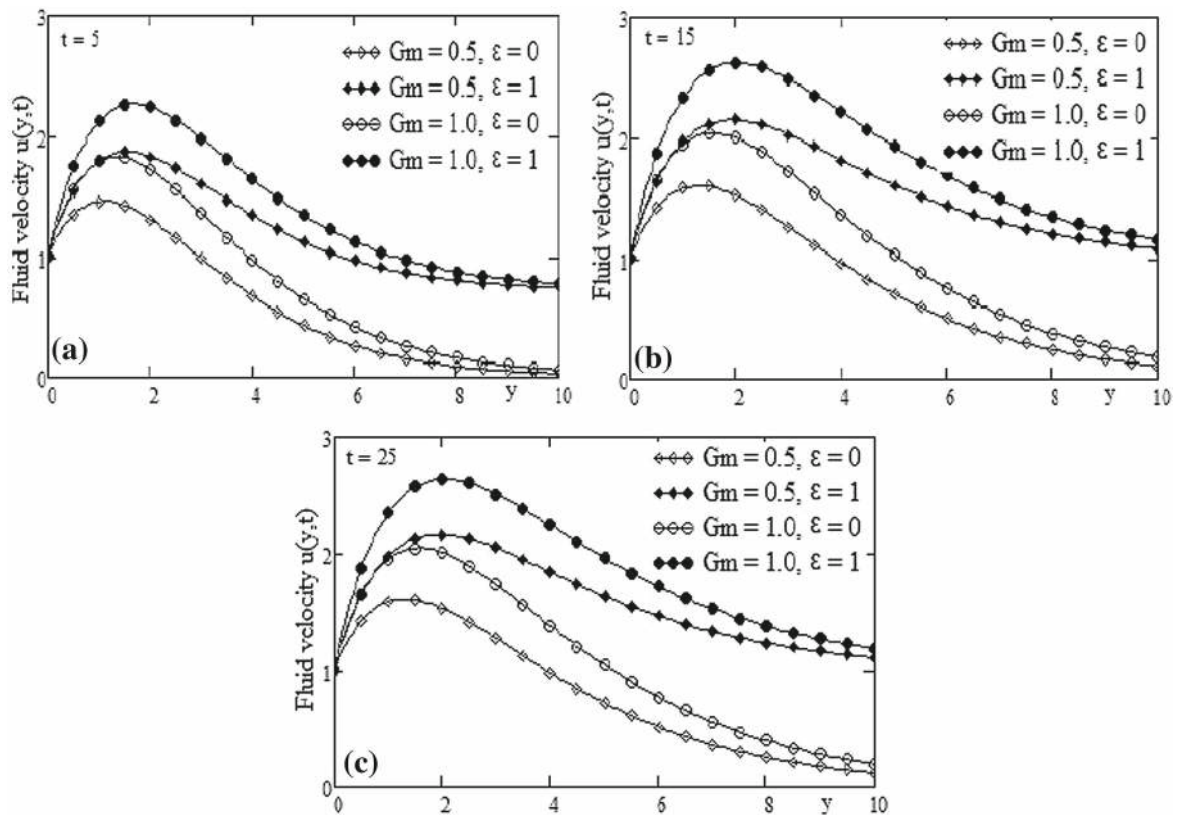 3
t = 5
Gm = 0.5, ε = 0
Gm = 0.5, ε = 1
Gm = 1.0, ε = 0
Gm = 1.0, ε = 1
2
1
0
Fluid velocity u(y,t)
(a)
0 2 4 6 8 y 10
3
t = 15
Gm = 0.5, ε = 0
Gm = 0.5, ε = 1
Gm = 1.0, ε = 0
Gm = 1.0, ε = 1
2
1
0
Fluid velocity u(y,t)
(b)
0 2 4 6 8 y 10
3
t = 25
Gm = 0.5, ε = 0
Gm = 0.5, ε = 1
Gm = 1.0, ε = 0
Gm = 1.0, ε = 1
2
1
0
Fluid velocity u(y,t)
(c)
0 2 4 6 8 y 10